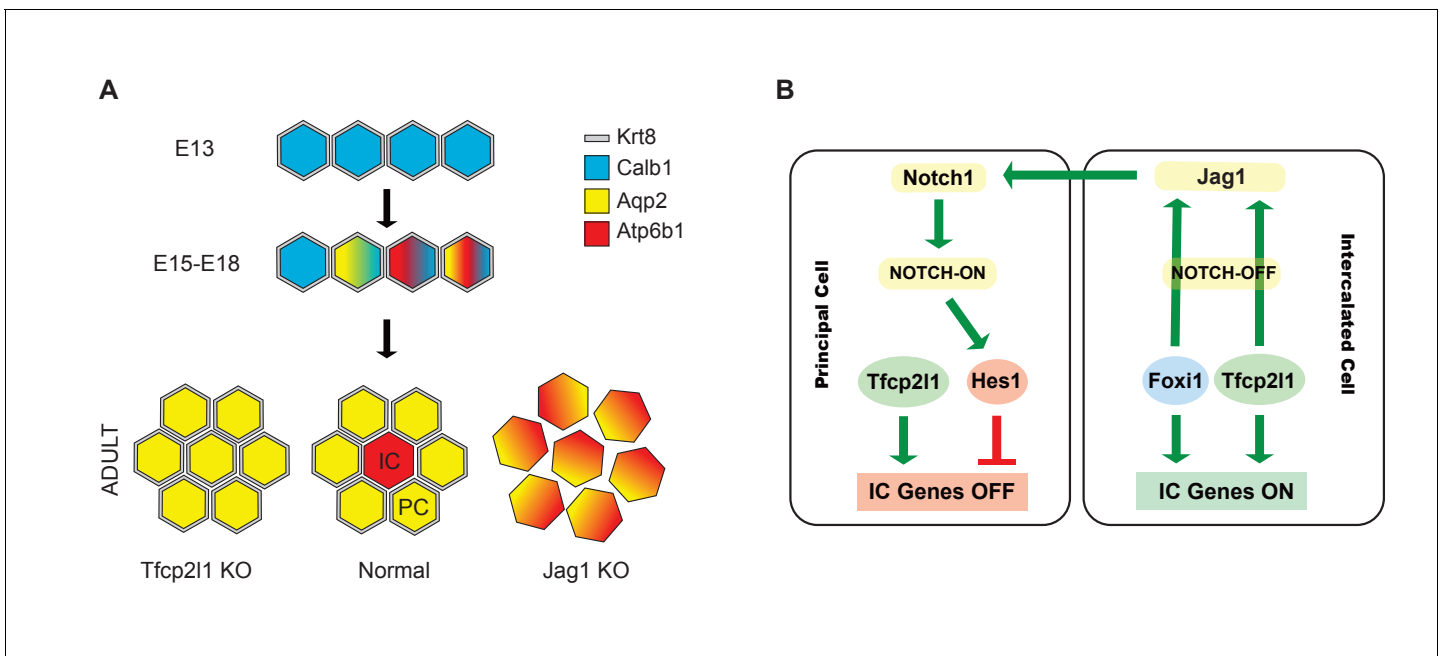 A
E13
Krt8
Calb1
Aqp2
Atp6b1
E15-E18
ADULT
IC
PC
Tfcp2l1 KO
Normal
Jag1 KO
B
Principal Cell
Notch1
NOTCH-ON
Tfcp2l1
Hes1
IC Genes OFF
Jag1
NOTCH-OFF
Intercalated Cell
Foxi1
Tfcp2l1
IC Genes ON